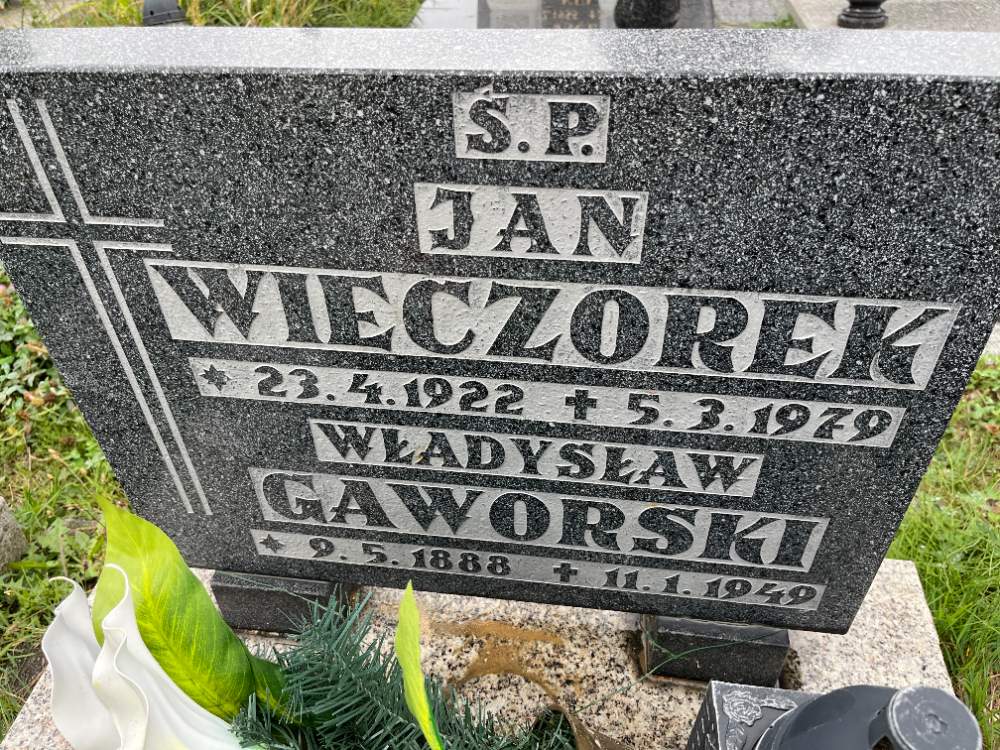 Ś.P.
JAN
WIECZOREK
* 23.4.1922 ✝ 5.3.1979
WŁADYSŁAW
GAWORSKI
* 9.5.1888 ✝ 11.1.1949